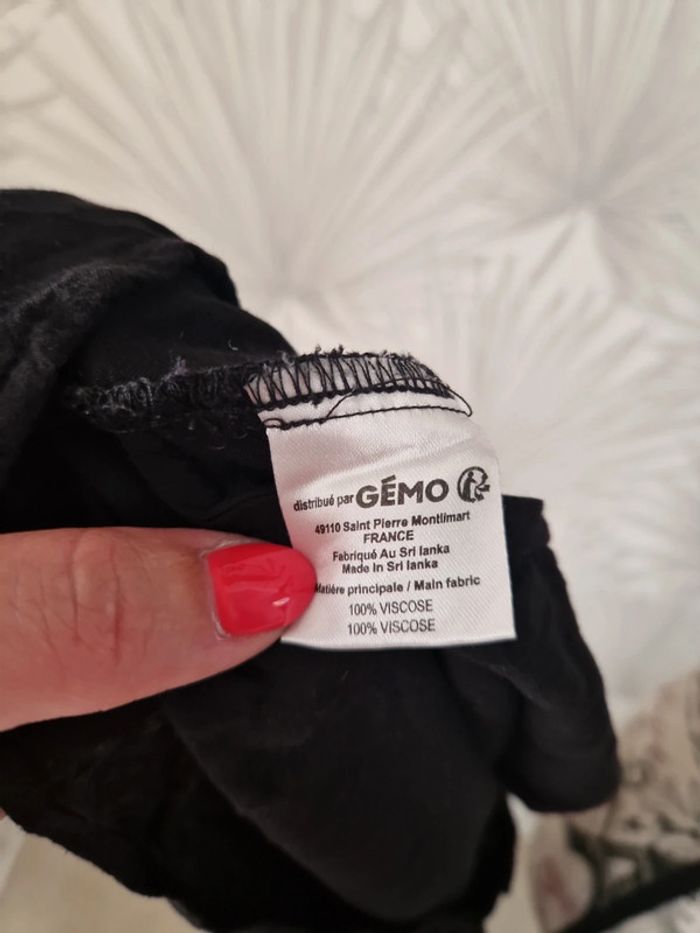 distribué par GÉMO
49110 Saint Pierre Montlimart
FRANCE
Fabriqué Au Sri lanka
Made In Sri lanka
Matiére principale / Main fabric
100% VISCOSE
100% VISCOSE